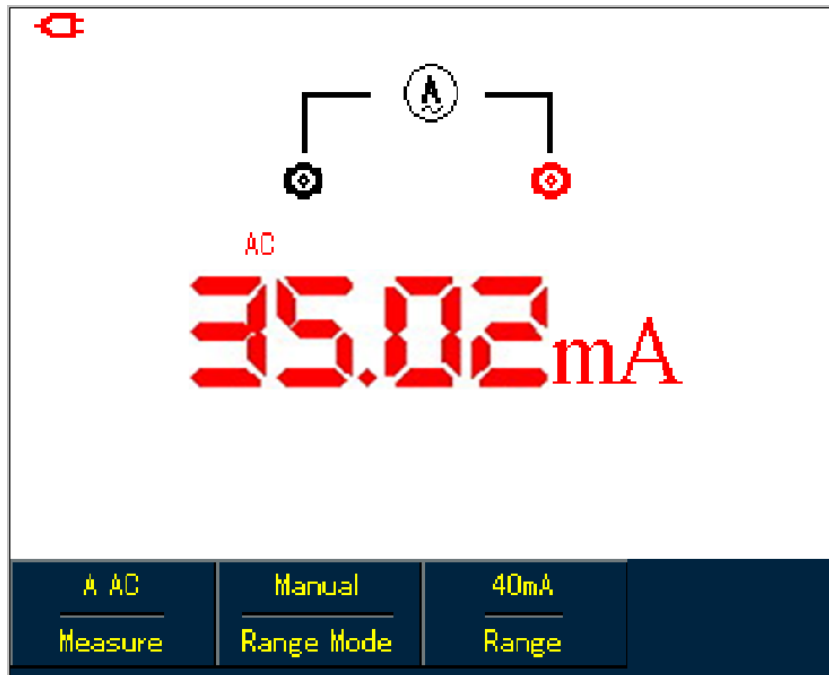 A
AC
35.02mA
A AC
Measure
Manual
Range Mode
40mA
Range